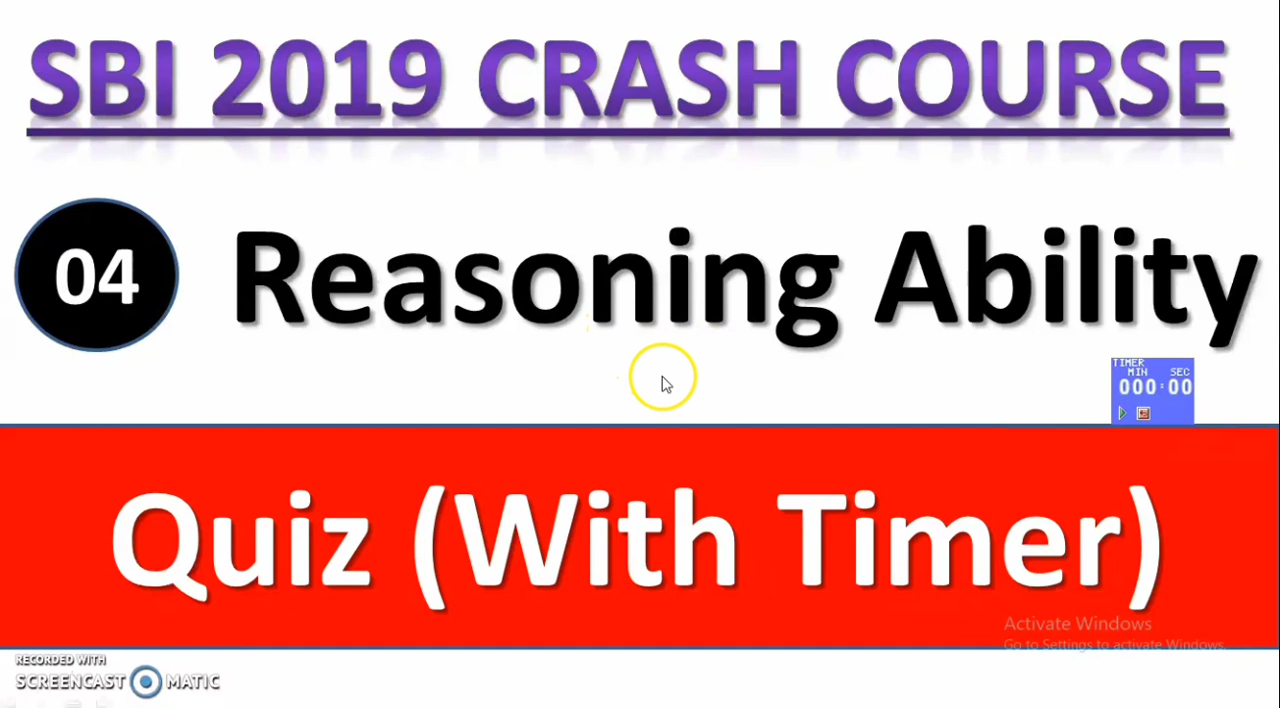 SBI 2019 CRASH COURSE
04 Reasoning Ability
TIMER
MIN SEC
000:00
Quiz (With Timer)
Activate Windows
Go to Settings to activate Windows.
RECORDED WITH
SCREENCAST MATIC